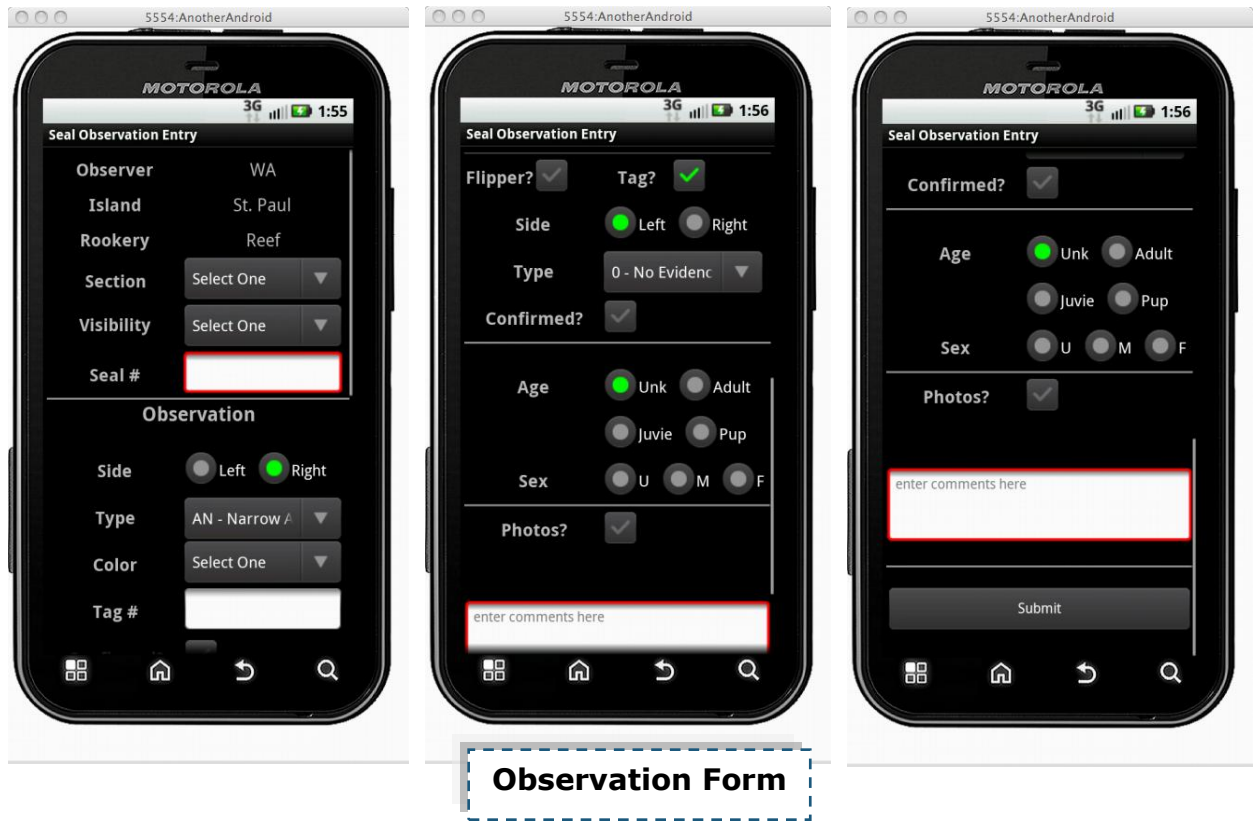 5554:AnotherAndroid
MOTOROLA
3G 1:55
Seal Observation Entry
Observer WA
Island St. Paul
Rookery Reef
Section Select One
Visibility Select One
Seal #
Observation
Side Left Right
Type AN - Narrow A
Color Select One
Tag #
5554:AnotherAndroid
MOTOROLA
3G 1:56
Seal Observation Entry
Flipper? Tag?
Side Left Right
Type 0 - No Evidenc
Confirmed?
Age Unk Adult
Juvie Pup
Sex U M F
Photos?
enter comments here
5554:AnotherAndroid
MOTOROLA
3G 1:56
Seal Observation Entry
Confirmed?
Age Unk Adult
Juvie Pup
Sex U M F
Photos?
enter comments here
Submit
Observation Form